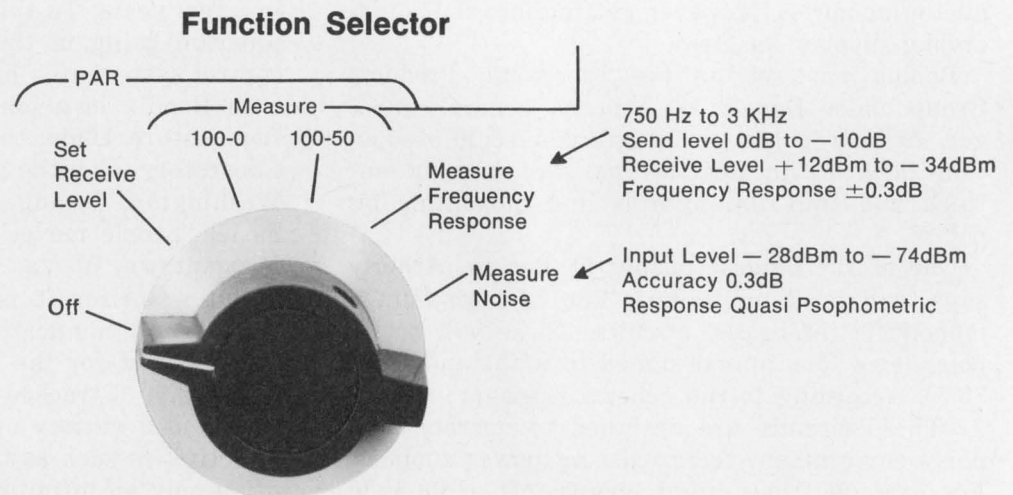 Function Selector
PAR
Measure
100-0 100-50
Set
Receive
Level
Off
Measure
Frequency
Response
750 Hz to 3 KHz
Send level 0dB to — 10dB
Receive Level — 12dBm to — 34dBm
Frequency Response ±0.3dB
Measure
Noise
Input Level — 28dBm to — 74dBm
Accuracy 0.3dB
Response Quasi Psophometric